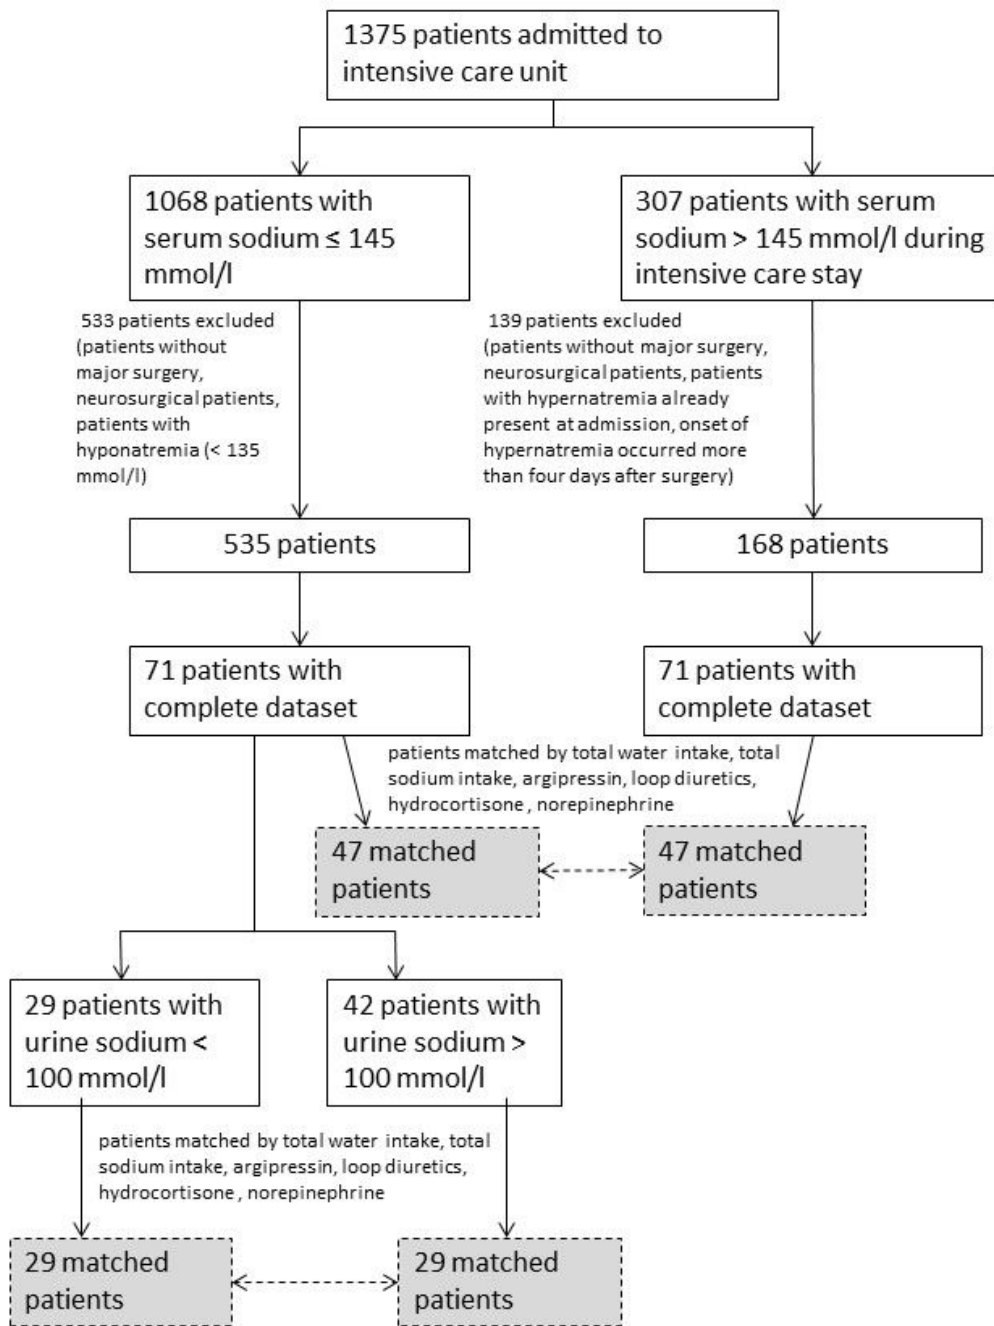 1375 patients admitted to
intensive care unit
1068 patients with
serum sodium ≤ 145
mmol/l
307 patients with serum
sodium > 145 mmol/l during
intensive care stay
533 patients excluded
(patients without
major surgery,
neurosurgical patients,
patients with
hyponatremia (< 135
mmol/l)
139 patients excluded
(patients without major surgery,
neurosurgical patients, patients
with hypernatremia already
present at admission, onset of
hypernatremia occurred more
than four days after surgery)
535 patients
168 patients
71 patients with
complete dataset
71 patients with
complete dataset
patients matched by total water intake, total
sodium intake, argipressin, loop diuretics,
hydrocortisone , norepinephrine
47 matched
patients
47 matched
patients
29 patients with
urine sodium <
100 mmol/l
42 patients with
urine sodium >
100 mmol/l
patients matched by total water intake, total
sodium intake, argipressin, loop diuretics,
hydrocortisone , norepinephrine
29 matched
patients
29 matched
patients